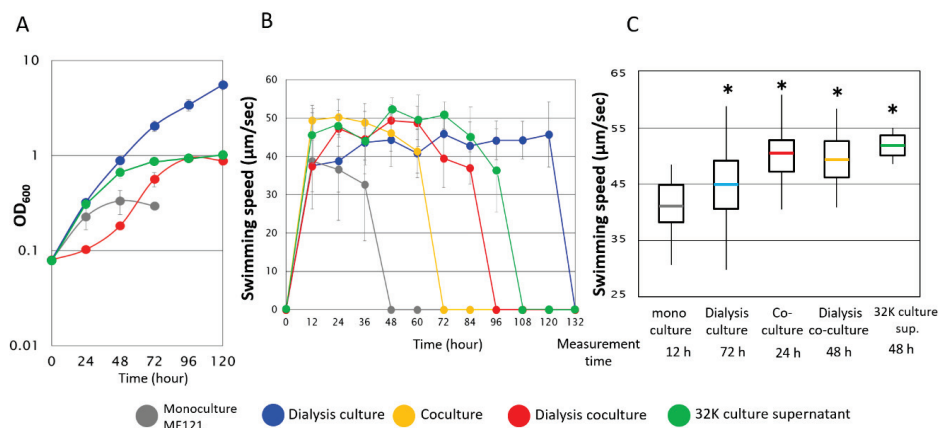 A
B
C
10
1
0.1
0.01
OD600
0 24 48 72 96 120
Time (hour)
60
50
40
30
20
10
0
Swimming speed (µm/sec)
0 12 24 36 48 60 72 84 96 108 120 132
Time (hour)
65
55
45
35
25
Swimming speed (µm/sec)
* * * *
mono culture
Dialysis culture
Co-culture
Dialysis co-culture
32K culture sup.
Measurement time
12 h 72 h 24 h 48 h 48 h
Monoculture
MF121
Dialysis culture
Coculture
Dialysis coculture
32K culture supernatant